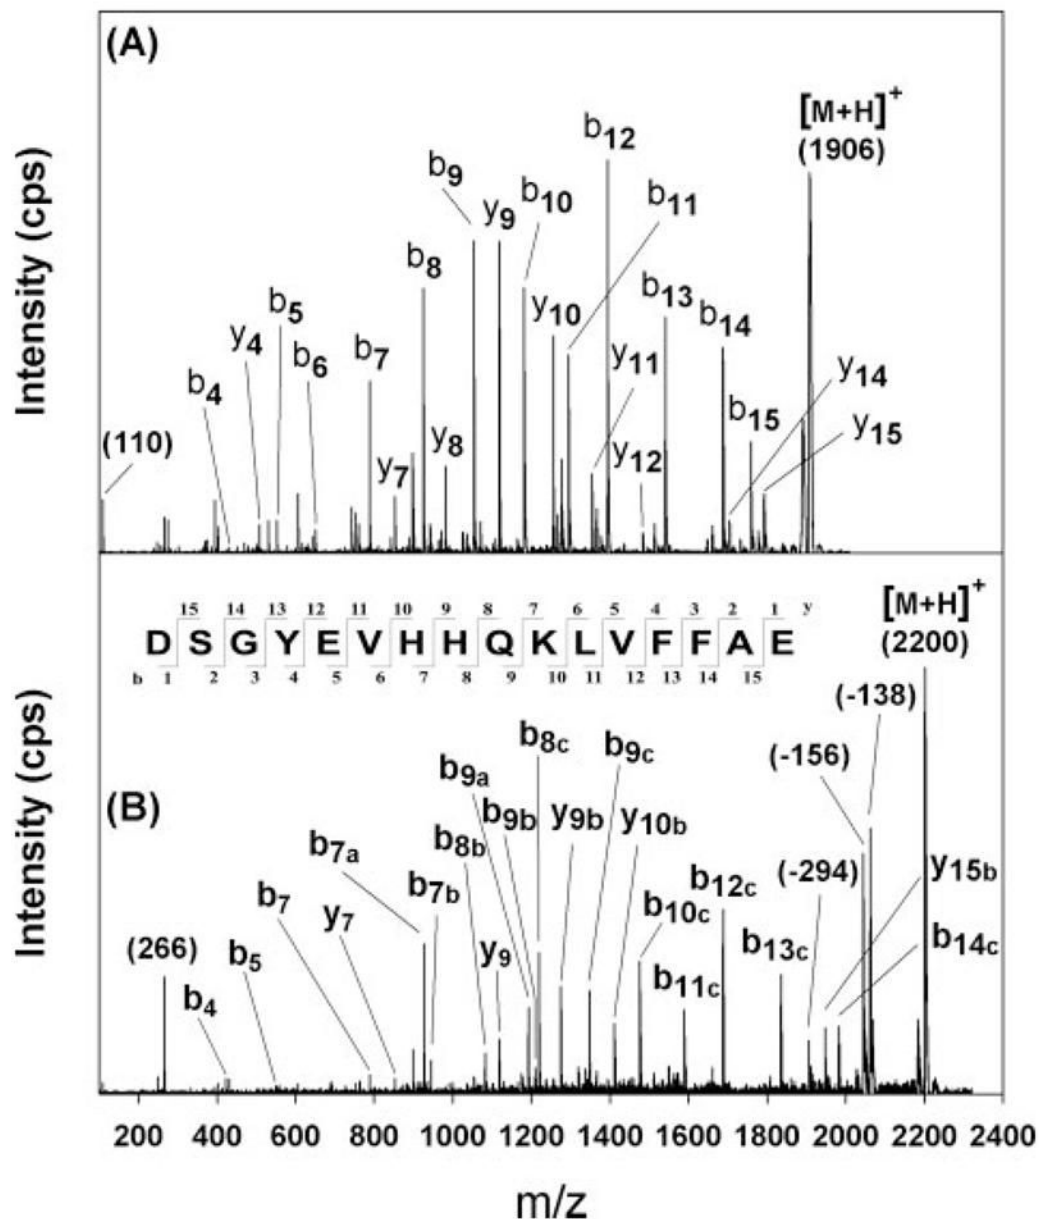 (A)
[M+H]+
(1906)
b12
b9
y9
b10
b11
b8
b5
y4
b6
b7
y10
b13
b14
y11
y14
b4
(110)
y7
y8
y12
b15
y15
Intensity (cps)
[M+H]+
(2200)
15 14 13 12 11 10 9 8 7 6 5 4 3 2 1 y
D S G Y E V H H Q K L V F F A E
b 1 2 3 4 5 6 7 8 9 10 11 12 13 14 15
(-138)
(-156)
b8c
b9c
b9a
(B)
b9b
y9b
y10b
b7a
b8b
b7b
b12c
(-294)
y15b
b7
y7
b10c
b13c
b14c
(266)
b5
y9
b11c
b4
Intensity (cps)
200 400 600 800 1000 1200 1400 1600 1800 2000 2200 2400
m/z